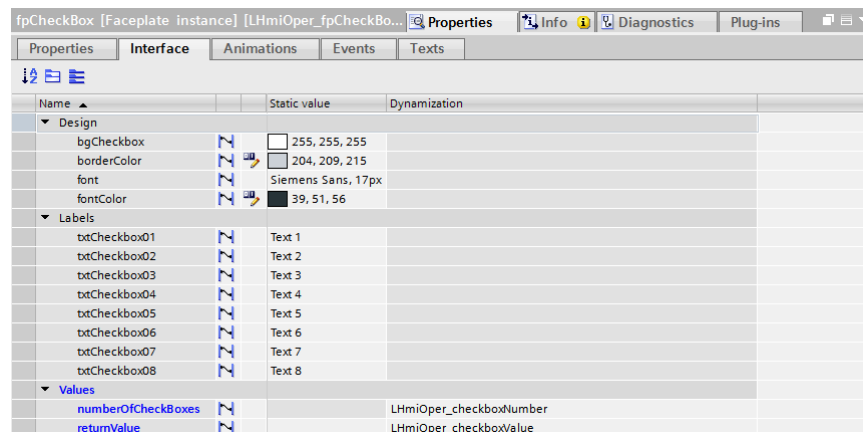 fpCheckBox [Faceplate instance] [LHmiOper_fpCheckBo... Properties Info Diagnostics Plug-ins
Properties Interface Animations Events Texts
Name Static value Dynamization
Design
bgCheckbox 255, 255, 255
borderColor 204, 209, 215
font Siemens Sans, 17px
fontColor 39, 51, 56
Labels
txtCheckbox01 Text 1
txtCheckbox02 Text 2
txtCheckbox03 Text 3
txtCheckbox04 Text 4
txtCheckbox05 Text 5
txtCheckbox06 Text 6
txtCheckbox07 Text 7
txtCheckbox08 Text 8
Values
numberOfCheckBoxes LHmiOper_checkboxNumber
returnValue LHmiOper_checkboxValue